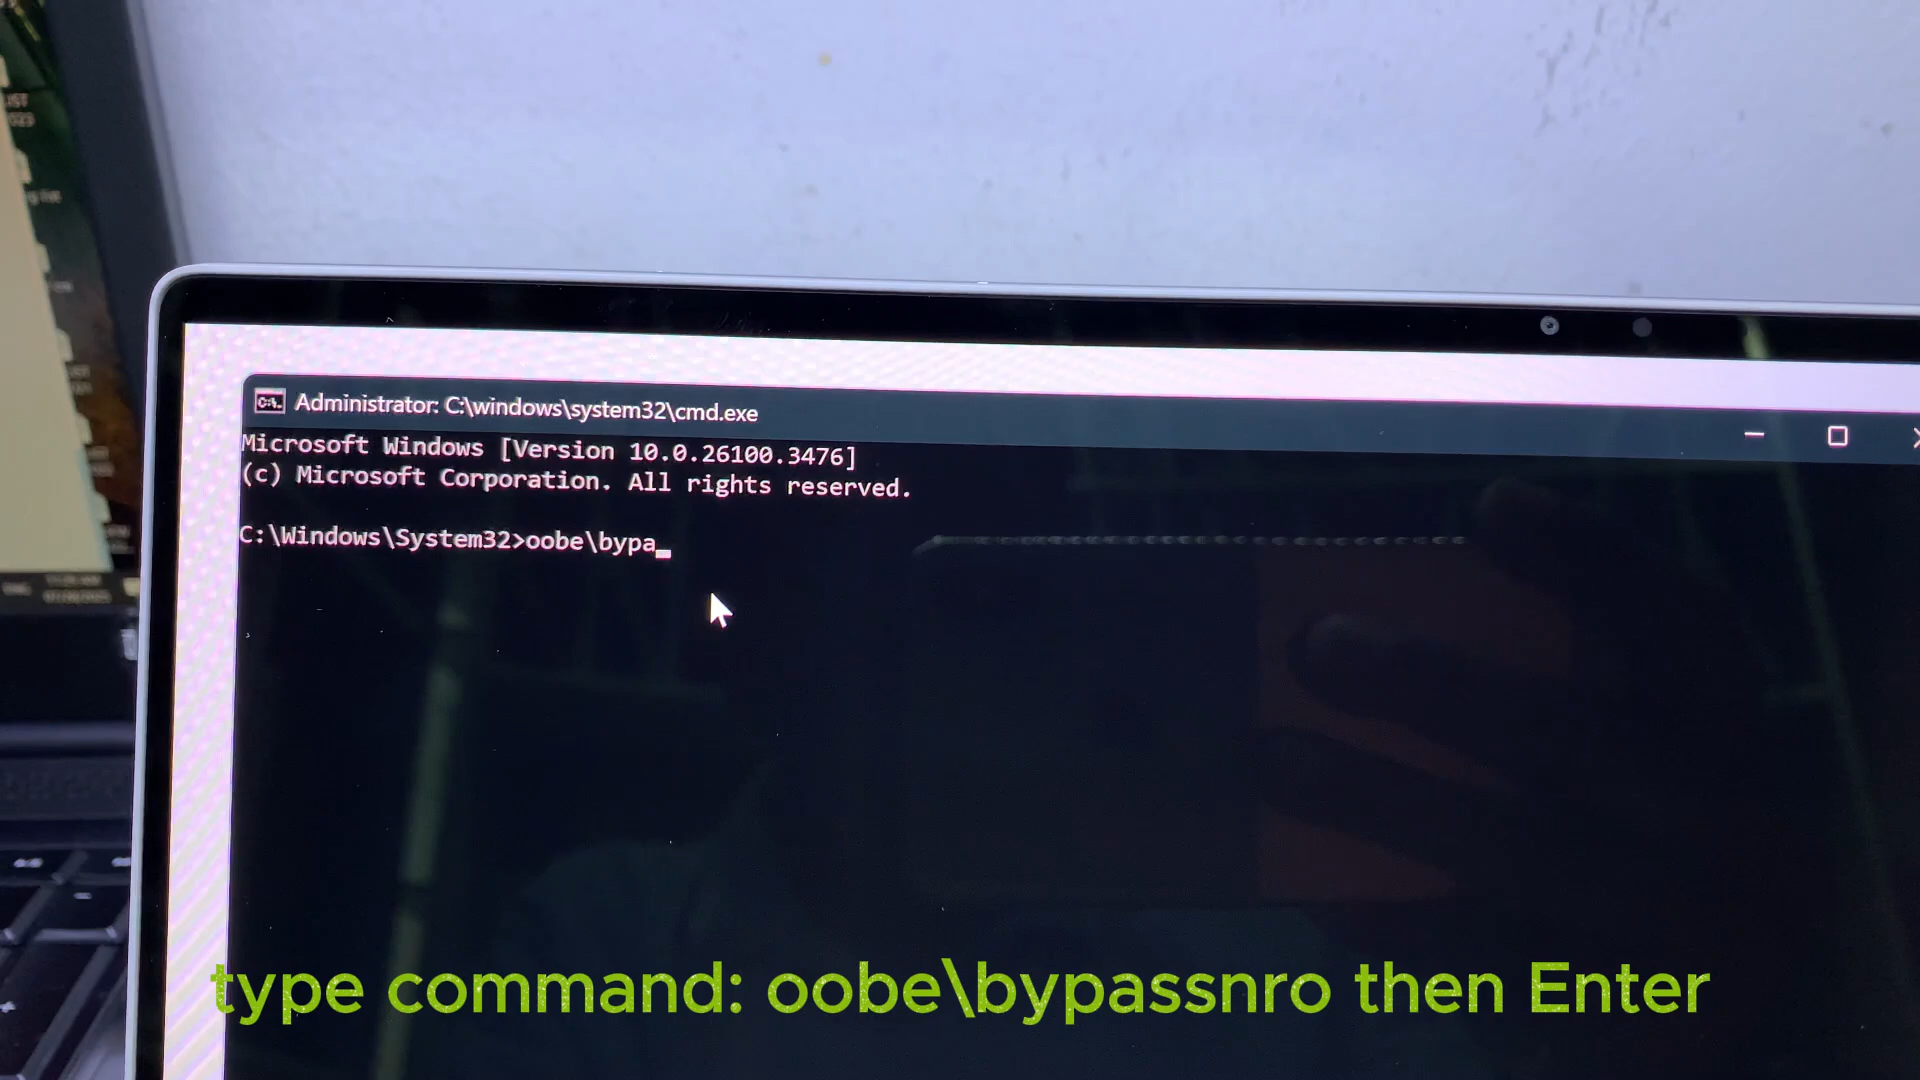 Administrator: C:\windows\system32\cmd.exe
Microsoft Windows [Version 10.0.26100.3476]
(c) Microsoft Corporation. All rights reserved.
C:\Windows\System32>oobe\bypa_
type command: oobe\bypassnro then Enter